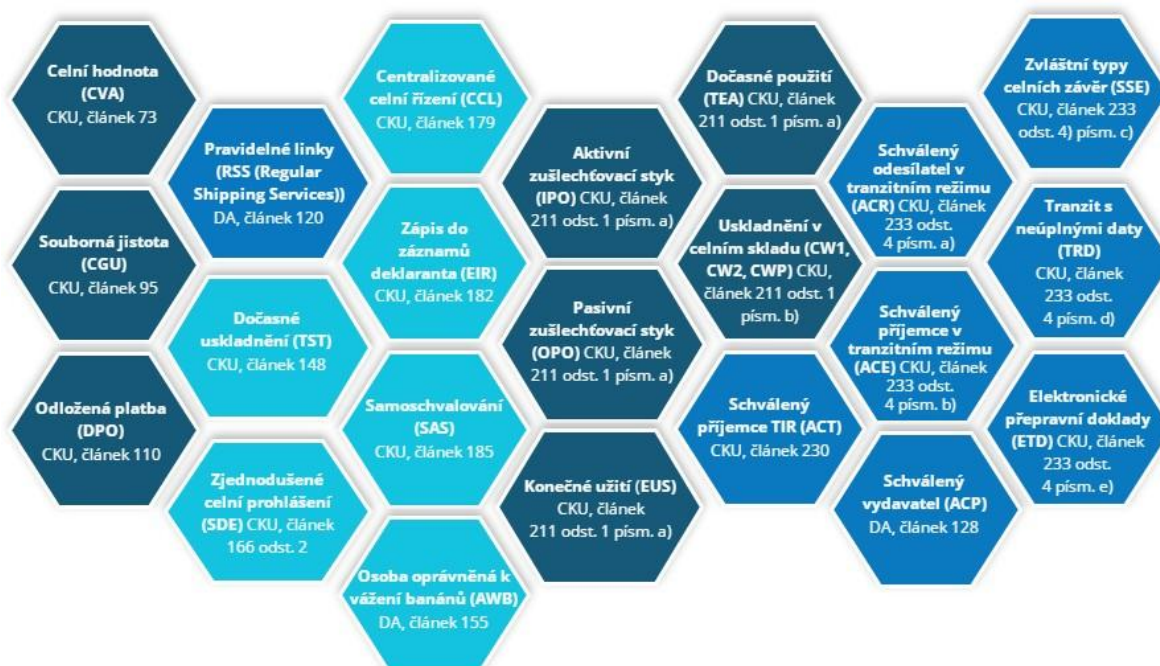 Celní hodnota
(CVA)
CKU, článek 73
Souborná jistota
(CGU)
CKU, článek 95
Odložená platba
(DPO)
CKU, článek 110
Pravidelné linky
(RSS (Regular
Shipping Services))
DA, článek 120
Dočasné
uskladnění (TST)
CKU, článek 148
Zjednodušené
celní prohlášení
(SDE) CKU, článek
166 odst. 2
Centralizované
celní řízení (CCL)
CKU, článek 179
Zápis do
záznamů
deklaranta (EIR)
CKU, článek 182
Samoschvalování
(SAS)
CKU, článek 185
Osoba oprávněná k
vážení banánů (AWB)
DA, článek 155
Aktivní
zušlechťovací styk
(IPO) CKU, článek
211 odst. 1 písm. a)
Pasivní
zušlechťovací styk
(OPO) CKU, článek
211 odst. 1 písm. a)
Konečné užití (EUS)
CKU, článek
211 odst. 1 písm. a)
Dočasné použití
(TEA) CKU, článek
211 odst. 1 písm. a)
Uskladnění v
celním skladu (CW1,
CW2, CWP) CKU,
článek 211 odst. 1
písm. b)
Schválený
příjemce TIR (ACT)
CKU, článek 230
Schválený
odesílatel v
tranzitním režimu
(ACR) CKU, článek
233 odst.
4 písm. a)
Schválený
příjemce v
tranzitním režimu
(ACE) CKU, článek
233 odst.
4 písm. b)
Schválený
vydavatel (ACP)
DA, článek 128
Zvláštní typy
celních závěr (SSE)
CKU, článek 233
odst. 4) písm. c)
Tranzit s
neúplnými daty
(TRD)
CKU, článek
233 odst.
4 písm. d)
Elektronické
přepravní doklady
(ETD) CKU, článek
233 odst.
4 písm. e)